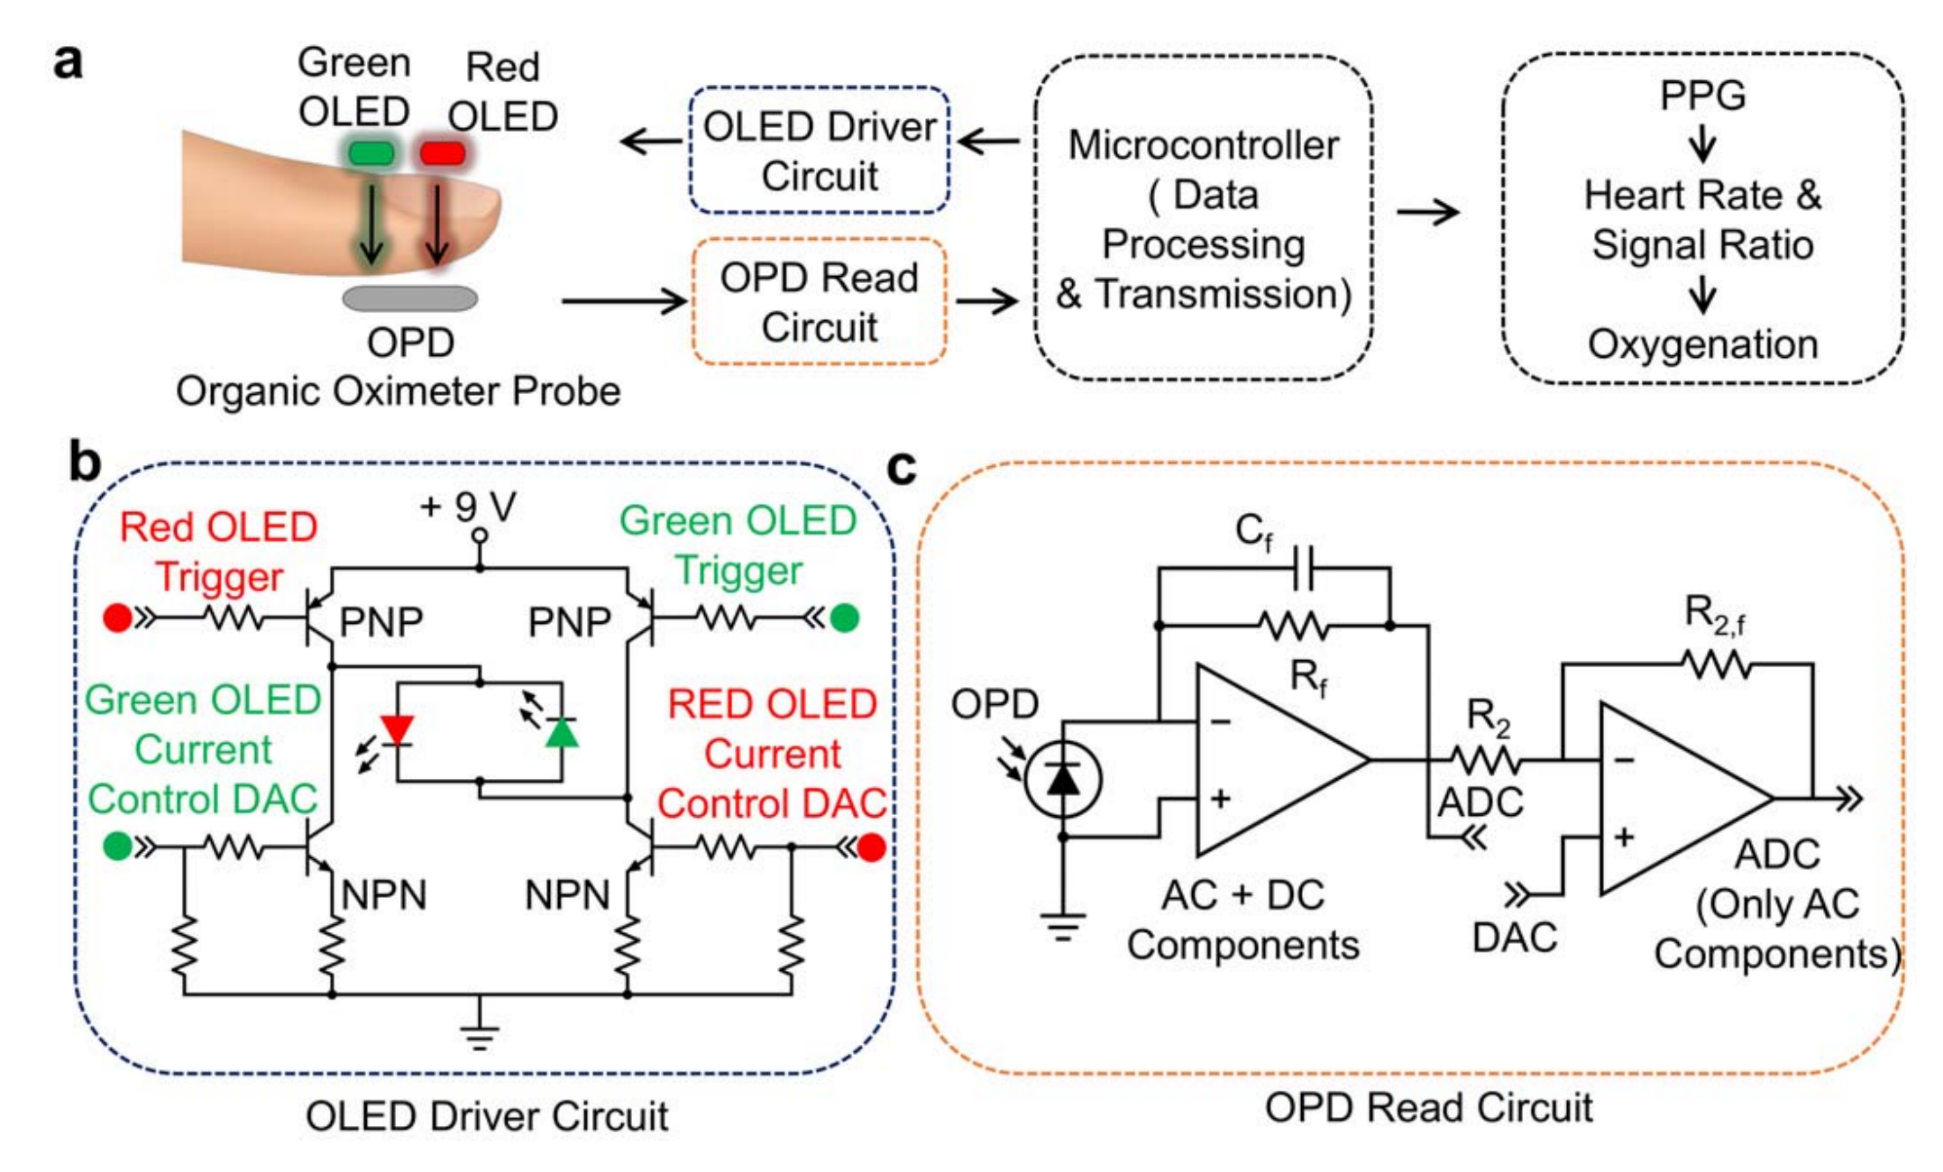 a
Green
OLED
Red
OLED
OLED Driver
Circuit
OPD Read
Circuit
Microcontroller
( Data
Processing
& Transmission)
PPG
Heart Rate &
Signal Ratio
Oxygenation
OPD
Organic Oximeter Probe
b
+ 9 V
Red OLED
Trigger
Green OLED
Trigger
PNP
PNP
Green OLED
Current
Control DAC
RED OLED
Current
Control DAC
NPN
NPN
OLED Driver Circuit
c
Cf
Rf
OPD
−
+
AC + DC
Components
R2
ADC
R2,f
−
+
DAC
ADC
(Only AC
Components)
OPD Read Circuit